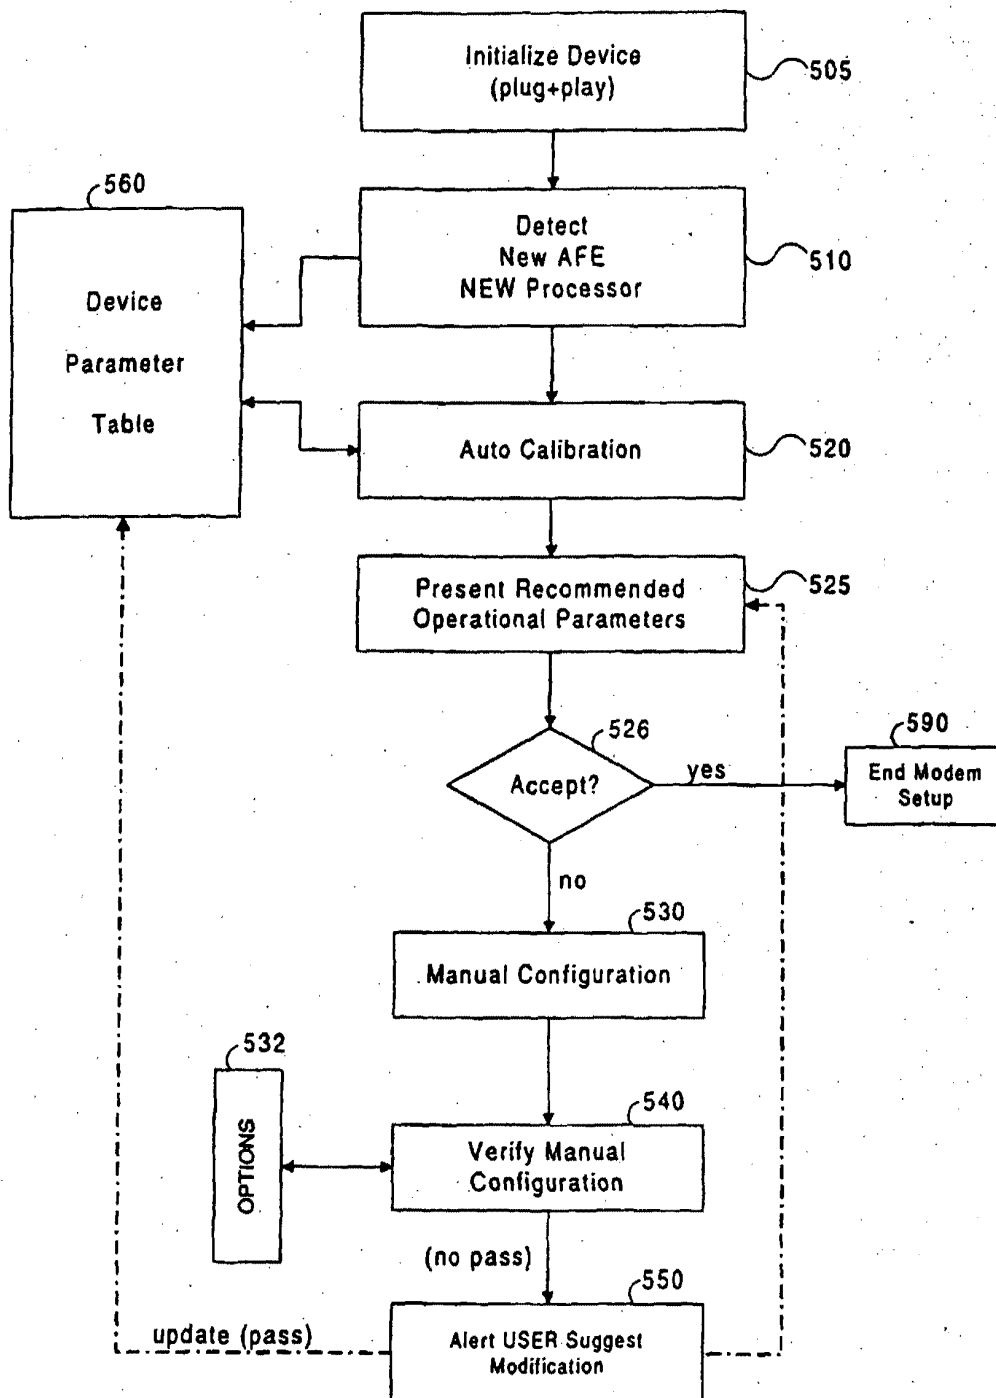 Initialize Device
(plug+play)
505
560
Detect
New AFE
NEW Processor
510
Device
Parameter
Table
Auto Calibration
520
Present Recommended
Operational Parameters
525
526
Accept?
yes
590
End Modem
Setup
no
530
Manual Configuration
532
OPTIONS
540
Verify Manual
Configuration
(no pass)
550
update (pass)
Alert USER Suggest
Modification